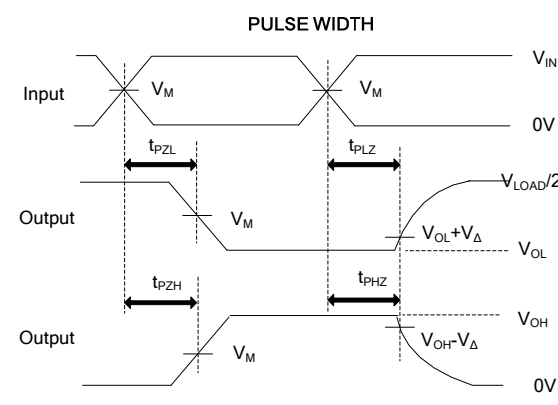 PULSE WIDTH
V_IN
Input
V_M
V_M
0V
t_PZL
t_PLZ
V_LOAD/2
Output
V_M
V_OL+V_Δ
V_OL
t_PZH
t_PHZ
V_OH
Output
V_M
V_OH-V_Δ
0V